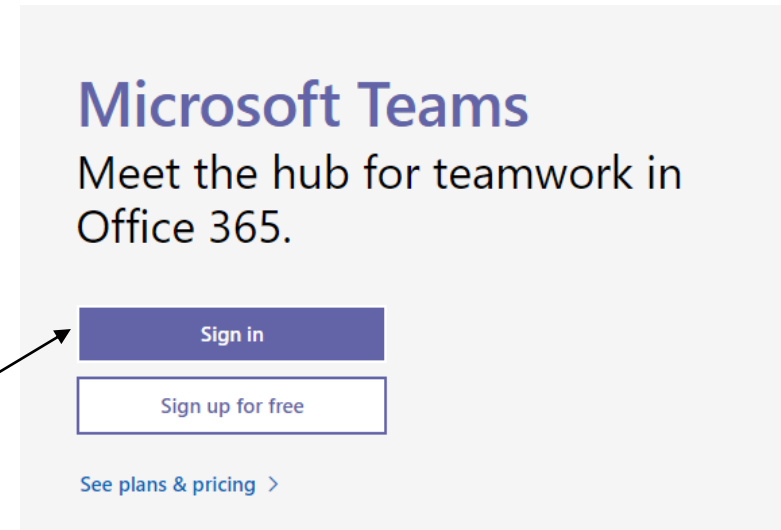 Microsoft Teams
Meet the hub for teamwork in
Office 365.
Sign in
Sign up for free
See plans & pricing >